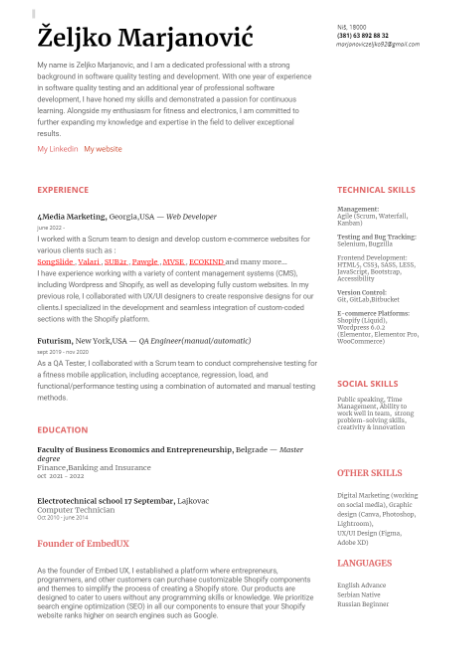 Željko Marjanović
My name is Zeljko Marjanovic, and I am a dedicated professional with a strong
background in software quality testing and development. With one year of experience
in software quality testing and an additional year of professional software
development, I have honed my skills and demonstrated a passion for continuous
learning. Alongside my enthusiasm for fitness and electronics, I am committed to
further expanding my knowledge and expertise in the field to deliver exceptional
results.
My Linkedin My website
Niš, 18000
(381) 63 892 88 32
marjanoviczeljko92@gmail.com
EXPERIENCE
4Media Marketing, Georgia,USA — Web Developer
june 2022 -
I worked with a Scrum team to design and develop custom e-commerce websites for
various clients such as :
SongSlide , Valari , SUB2r , Pawgle , MVSE , ECOKIND and many more...
I have experience working with a variety of content management systems (CMS),
including Wordpress and Shopify, as well as developing fully custom websites. In my
previous role, I collaborated with UX/UI designers to create responsive designs for our
clients.I specialized in the development and seamless integration of custom-coded
sections with the Shopify platform.
Futurism, New York,USA — QA Engineer(manual/automatic)
sept 2019 - nov 2020
As a QA Tester, I collaborated with a Scrum team to conduct comprehensive testing for
a fitness mobile application, including acceptance, regression, load, and
functional/performance testing using a combination of automated and manual testing
methods.
EDUCATION
Faculty of Business Economics and Entrepreneurship, Belgrade — Master
degree
Finance,Banking and Insurance
oct 2021 - 2022
Electrotechnical school 17 Septembar, Lajkovac
Computer Technician
Oct 2010 - june 2014
Founder of EmbedUX
As the founder of Embed UX, I established a platform where entrepreneurs,
programmers, and other customers can purchase customizable Shopify components
and themes to simplify the process of creating a Shopify store. Our products are
designed to cater to users without any programming skills or knowledge. We prioritize
search engine optimization (SEO) in all our components to ensure that your Shopify
website ranks higher on search engines such as Google.
TECHNICAL SKILLS
Management:
Agile (Scrum, Waterfall,
Kanban)
Testing and Bug Tracking:
Selenium, Bugzilla
Frontend Development:
HTML5, CSS3, SASS, LESS,
JavaScript, Bootstrap,
Accessibility
Version Control:
Git, GitLab,Bitbucket
E-commerce Platforms:
Shopify (Liquid),
Wordpress 6.0.2
(Elementor, Elementor Pro,
WooCommerce)
SOCIAL SKILLS
Public speaking, Time
Management, Ability to
work well in team, strong
problem-solving skills,
creativity & innovation
OTHER SKILLS
Digital Marketing (working
on social media), Graphic
design (Canva, Photoshop,
Lightroom),
UX/UI Design (Figma,
Adobe XD)
LANGUAGES
English Advance
Serbian Native
Russian Beginner